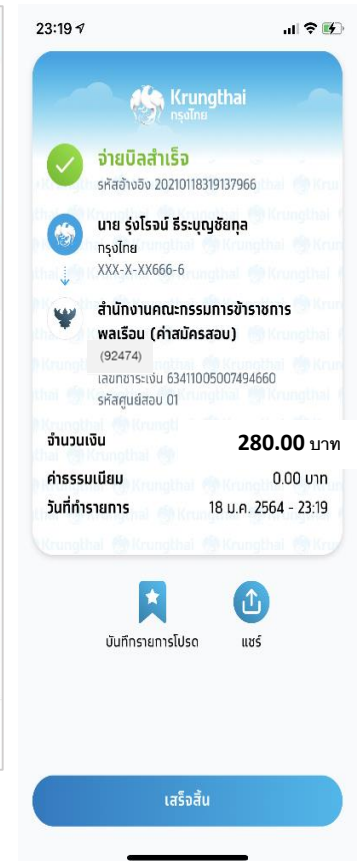 23:19
Krungthai
กรุงไทย
จ่ายบิลสำเร็จ
รหัสอ้างอิง 20210118319137966
นาย รุ่งโรจน์ ธีระบุญชัยกุล
กรุงไทย
XXX-X-XX666-6
สำนักงานคณะกรรมการข้าราชการ
พลเรือน (ค่าสมัครสอบ)
(92474)
เลขที่ชำระเงิน 63411005007494660
รหัสศูนย์สอบ 01
จำนวนเงิน 280.00 บาท
ค่าธรรมเนียม 0.00 บาท
วันที่ทำรายการ 18 ม.ค. 2564 - 23:19
บันทึกรายการโปรด แชร์
เสร็จสิ้น